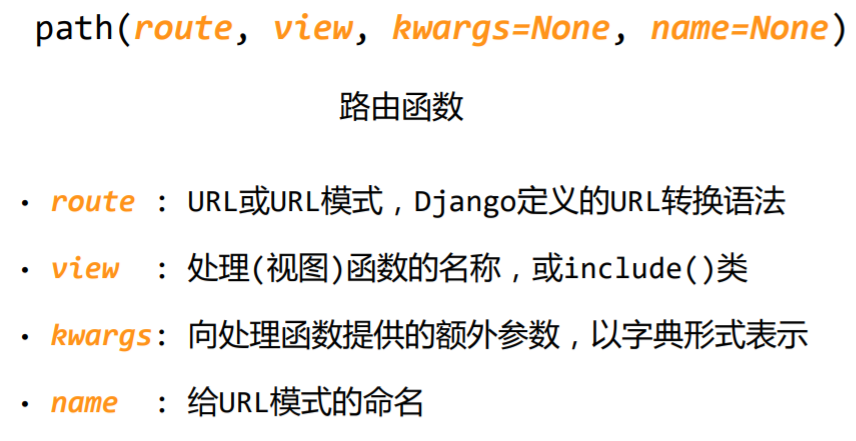 path(route, view, kwargs=None, name=None)
路由函数
· route : URL或URL模式，Django定义的URL转换语法
· view : 处理(视图)函数的名称，或include()类
· kwargs: 向处理函数提供的额外参数，以字典形式表示
· name : 给URL模式的命名